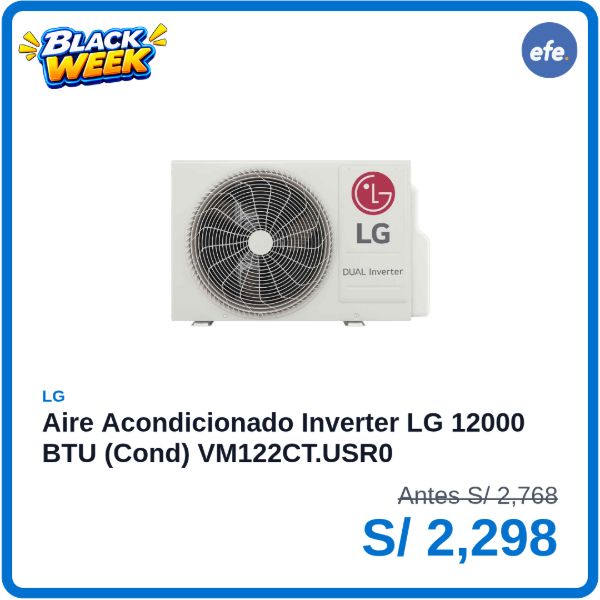 BLACK
WEEK
efe.
LG
DUAL Inverter
LG
Aire Acondicionado Inverter LG 12000
BTU (Cond) VM122CT.USR0
Antes S/ 2,768
S/ 2,298